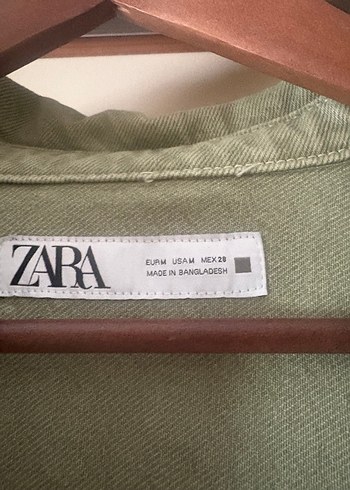 ZARA
EUR M USA M MEX 28
MADE IN BANGLADESH